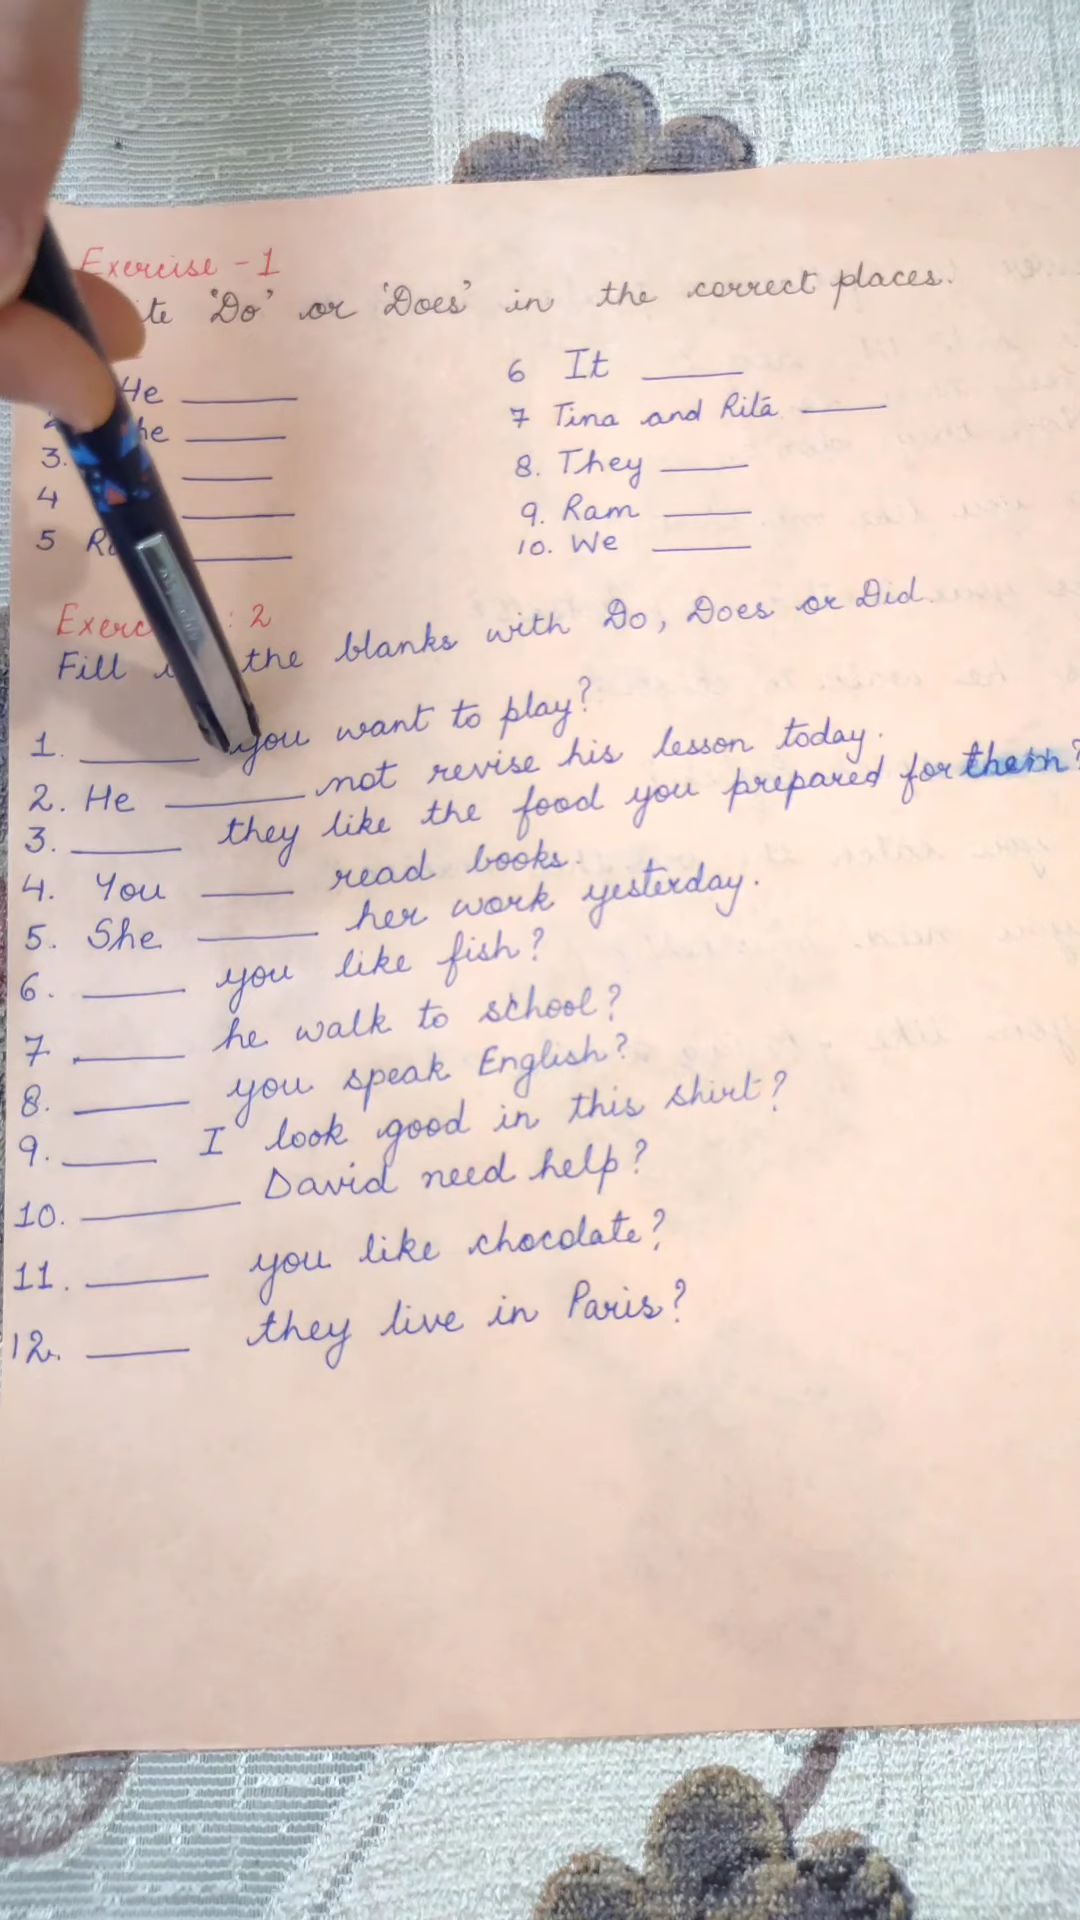 Exercise - 1
'Do' or 'Does' in the correct places.
He ____
____
3. ____
4 ____
5 ____
6 It ____
7 Tina and Rita ____
8. They ____
9. Ram ____
10. We ____
: 2
Fill the blanks with Do, Does or Did.
1. ____ you want to play?
2. He ____ not revise his lesson today.
3. ____ they like the food you prepared for them?
4. You ____ read books.
5. She ____ her work yesterday.
6. ____ you like fish?
7 ____ he walk to school?
8. ____ you speak English?
9. ____ I look good in this shirt?
10. ____ David need help?
11. ____ you like chocolate?
12. ____ they live in Paris?